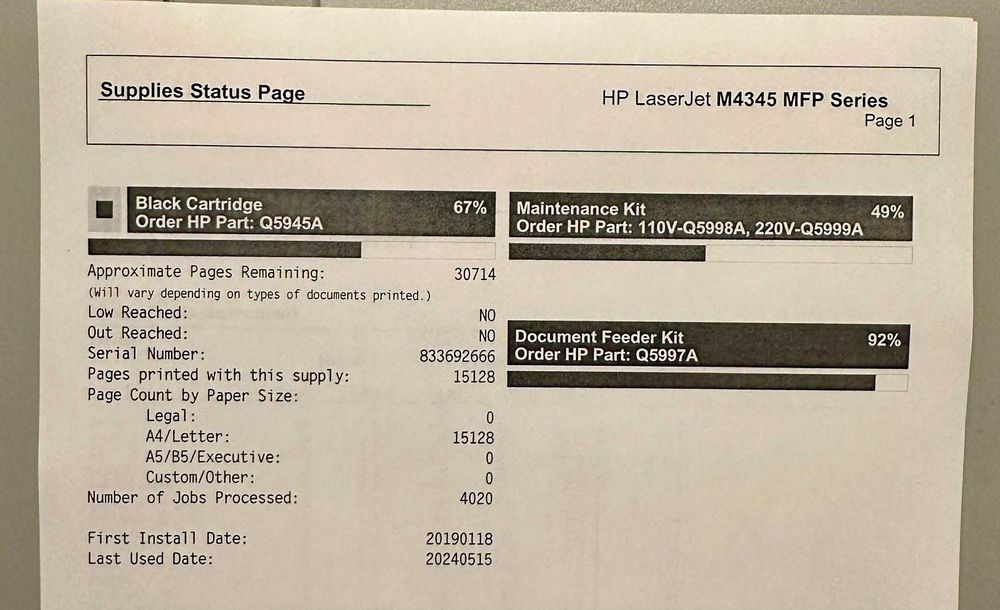 Supplies Status Page
HP LaserJet M4345 MFP Series
Page 1
Black Cartridge 67%
Order HP Part: Q5945A
Approximate Pages Remaining: 30714
(Will vary depending on types of documents printed.)
Low Reached: NO
Out Reached: NO
Serial Number: 833692666
Pages printed with this supply: 15128
Page Count by Paper Size:
Legal: 0
A4/Letter: 15128
A5/B5/Executive: 0
Custom/Other: 0
Number of Jobs Processed: 4020
First Install Date: 20190118
Last Used Date: 20240515
Maintenance Kit 49%
Order HP Part: 110V-Q5998A, 220V-Q5999A
Document Feeder Kit 92%
Order HP Part: Q5997A